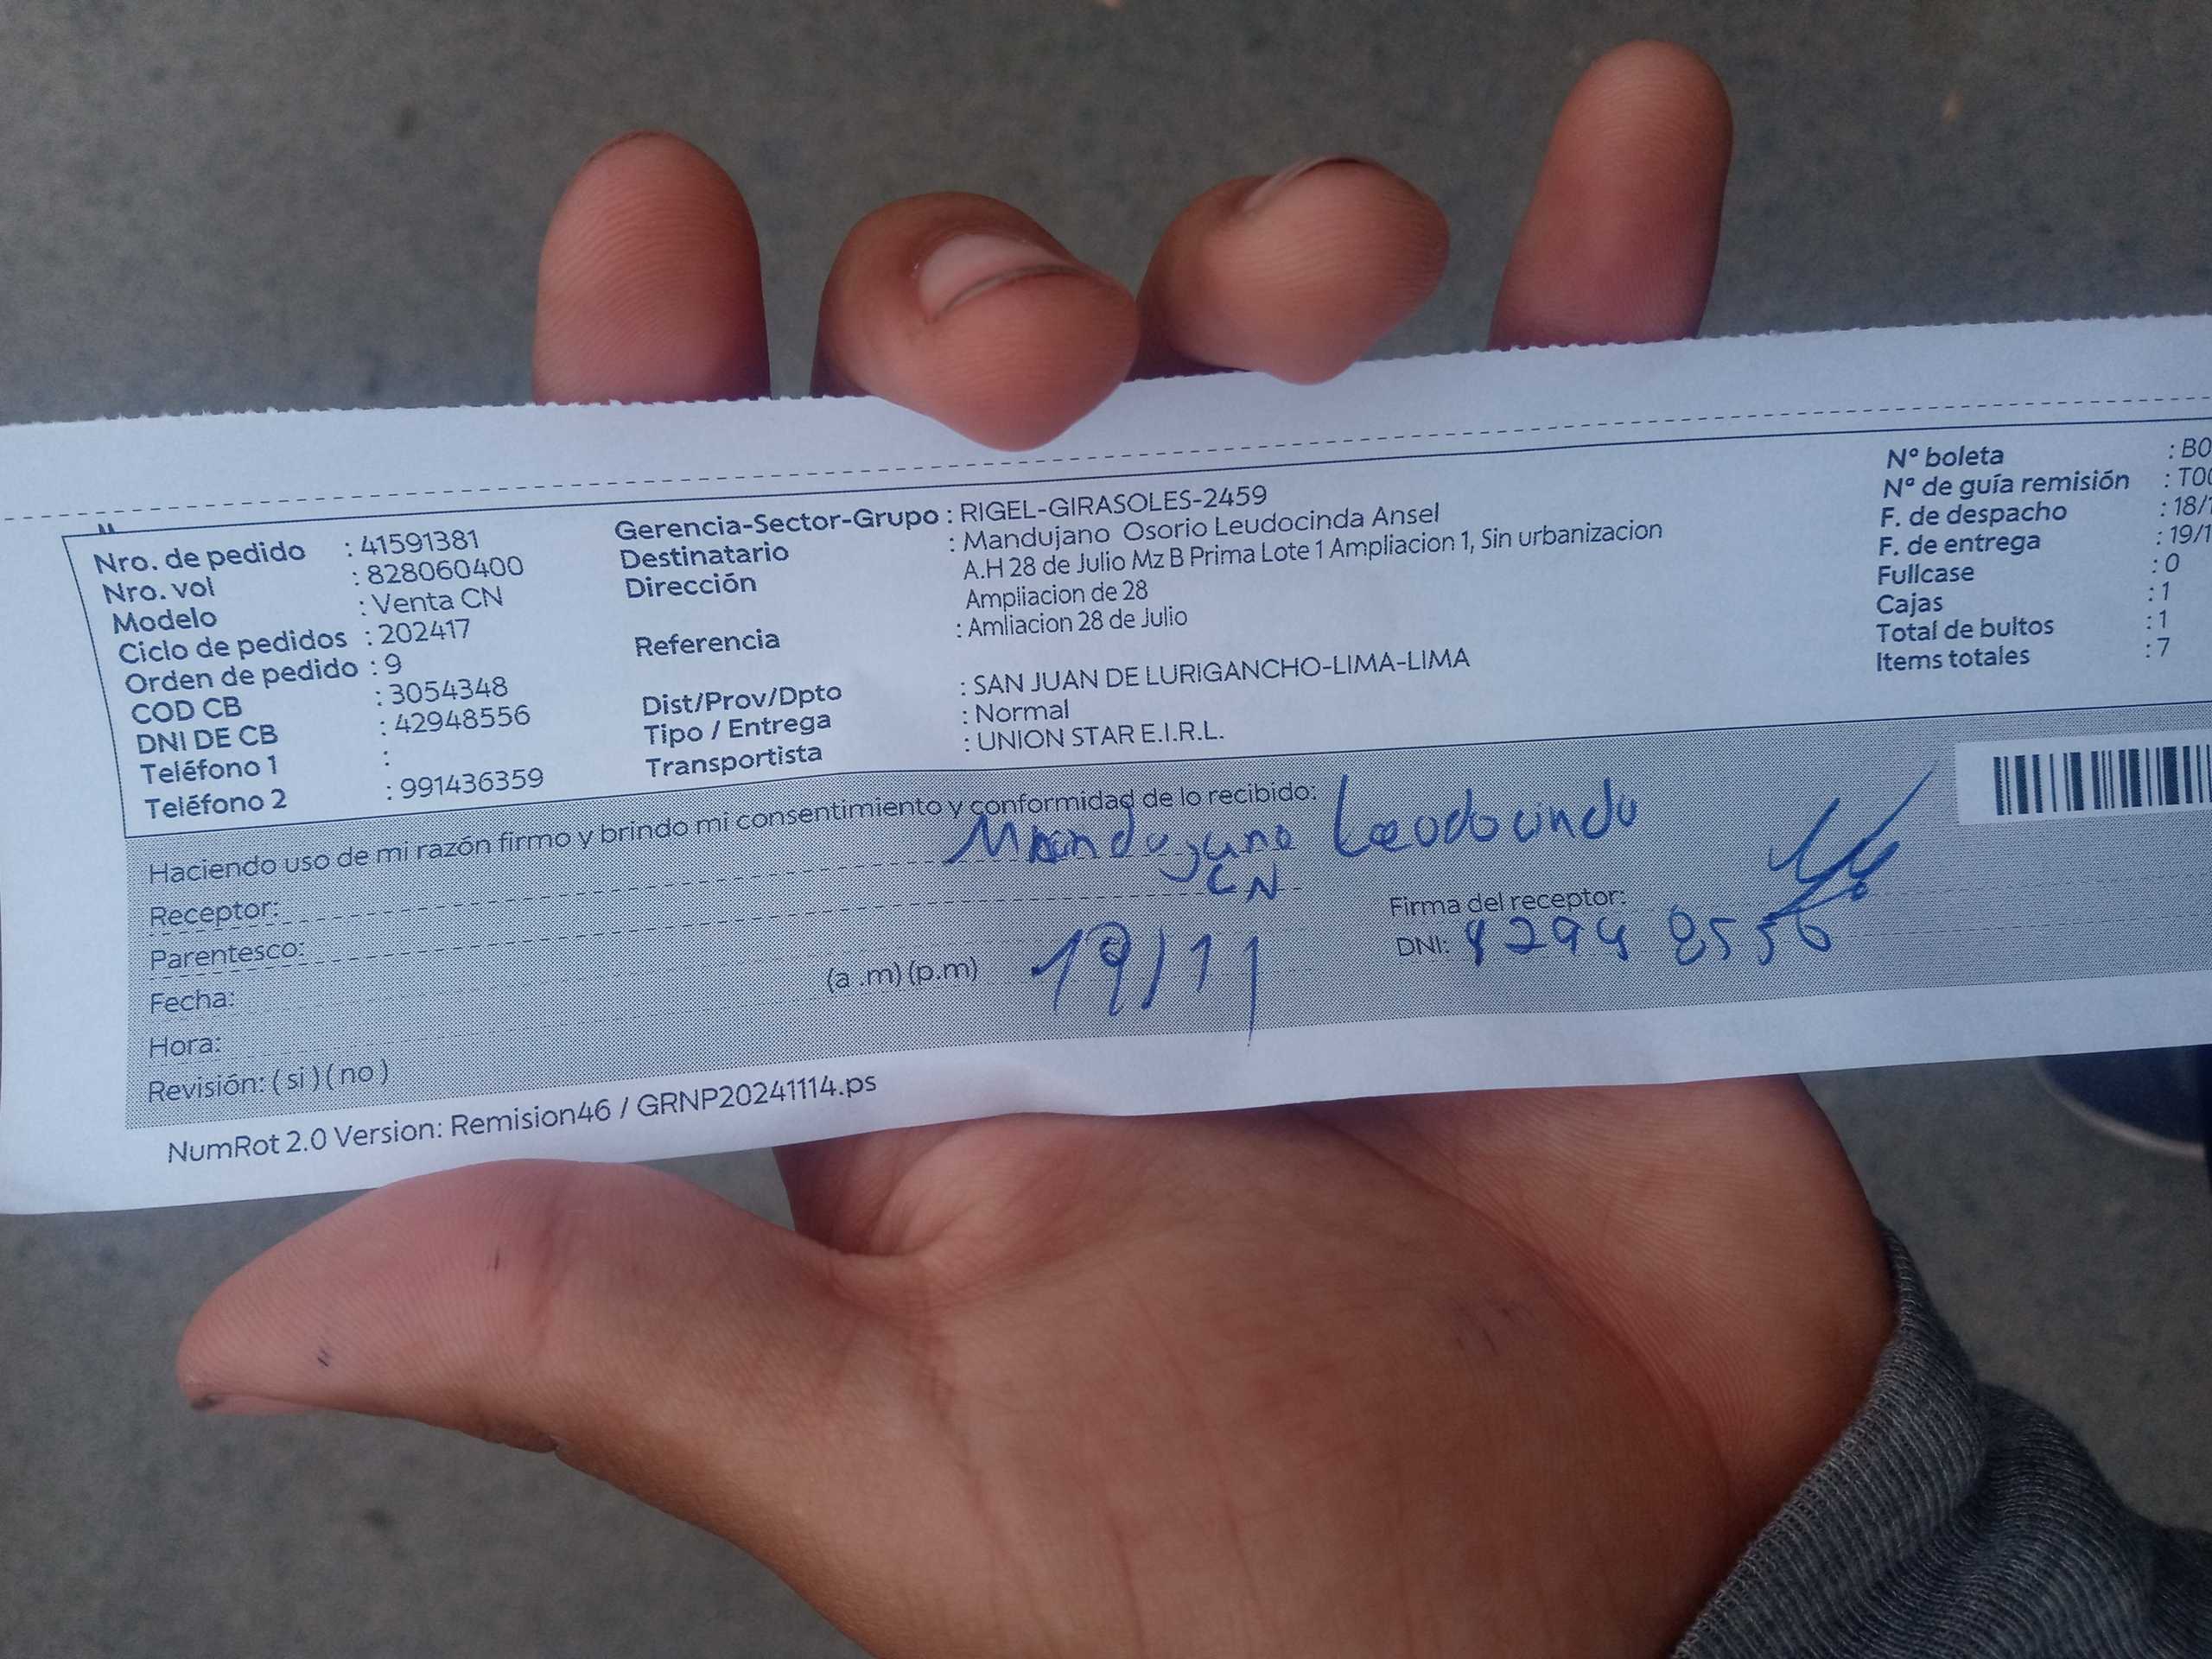 Nro. de pedido : 41591381
Nro. vol : 828060400
Modelo : Venta CN
Ciclo de pedidos : 202417
Orden de pedido : 9
COD CB : 3054348
DNI DE CB : 42948556
Teléfono 1 :
Teléfono 2 : 991436359
Gerencia-Sector-Grupo : RIGEL-GIRASOLES-2459
Destinatario : Mandujano Osorio Leudocinda Ansel
Dirección A.H 28 de Julio Mz B Prima Lote 1 Ampliacion 1, Sin urbanizacion
Ampliacion de 28
Referencia : Amliacion 28 de Julio
Dist/Prov/Dpto : SAN JUAN DE LURIGANCHO-LIMA-LIMA
Tipo / Entrega : Normal
Transportista : UNION STAR E.I.R.L.
Nº boleta : B0
Nº de guía remisión : T00
F. de despacho : 18/1
F. de entrega : 19/1
Fullcase : 0
Cajas : 1
Total de bultos : 1
Items totales : 7
Haciendo uso de mi razón firmo y brindo mi consentimiento y conformidad de lo recibido:
Receptor: Mandujano Leudocindo
Parentesco: CN
Fecha: 19/11
Hora: (a .m) (p.m)
Revisión: ( si ) ( no )
Firma del receptor:
DNI: 4294 8556
NumRot 2.0 Version: Remision46 / GRNP20241114.ps